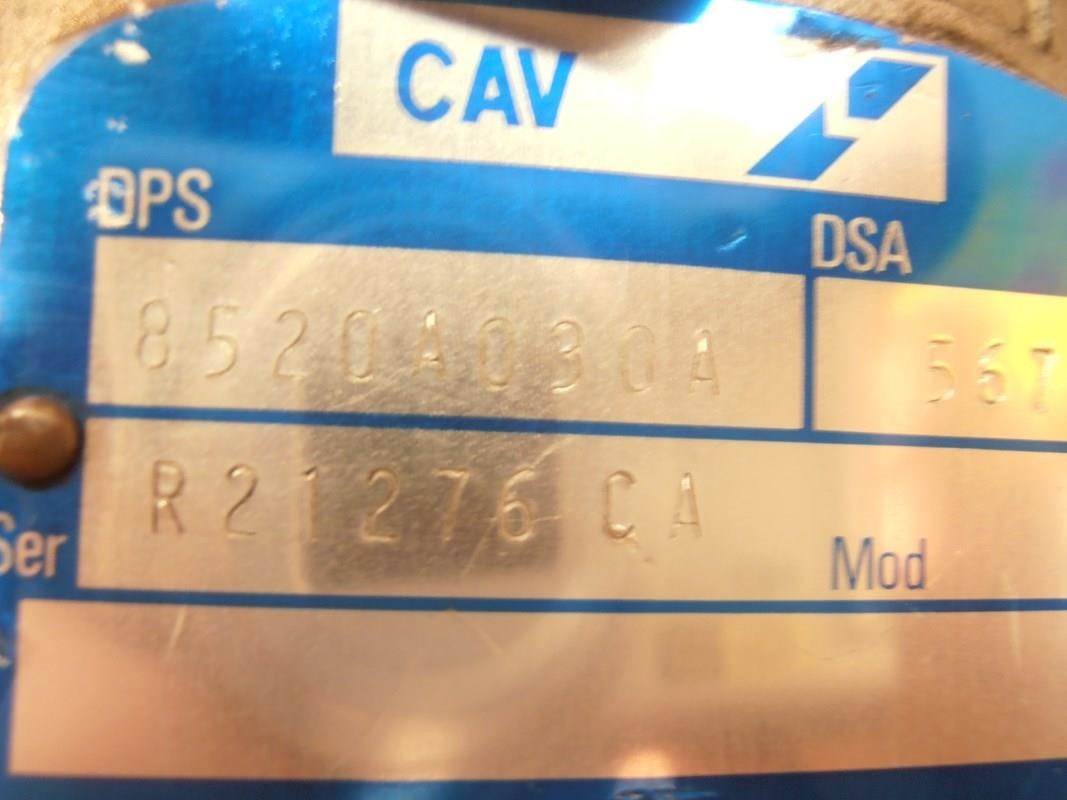 CAV
DPS
DSA
8520A030A
56T
R21276CA
Ser
Mod